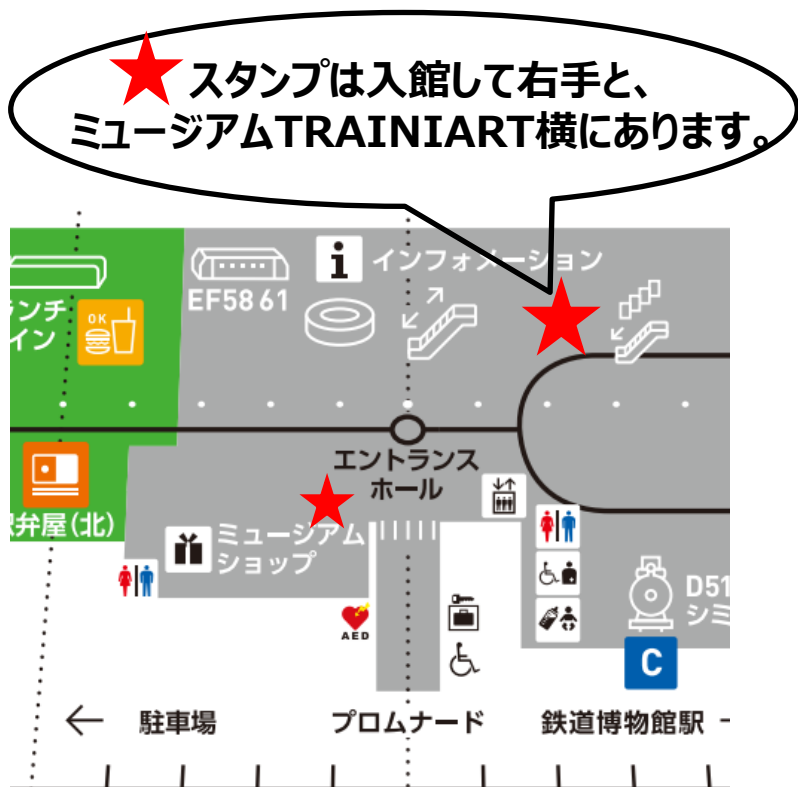 スタンプは入館して右手と、
ミュージアムTRAINIART横にあります。
i インフォメーション
EF58 61
ンチ
イン
OK
エントランス
ホール
弁屋(北)
ミュージアム
ショップ
AED
D51
シミ
C
駐車場
プロムナード
鉄道博物館駅